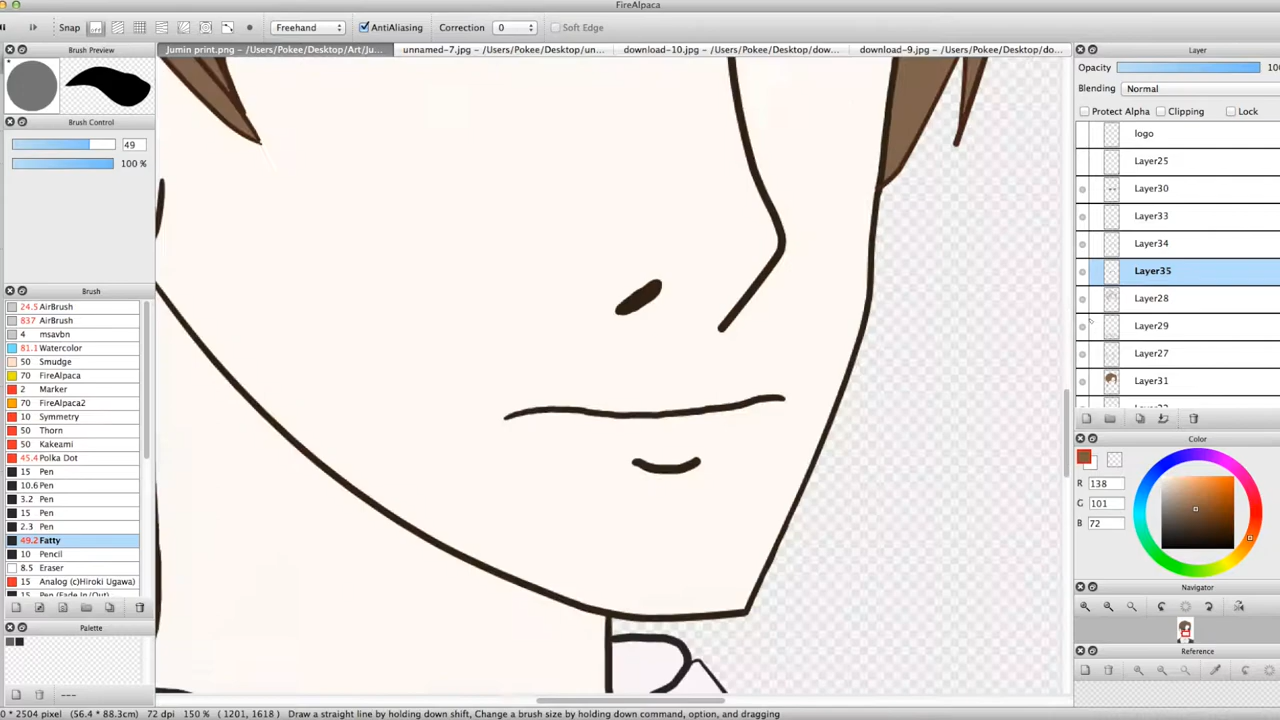 FireAlpaca
Snap Freehand AntiAliasing Correction 0 Soft Edge
Brush Preview
Jumin print.png - /Users/Pokee/Desktop/Art/Ju... unnamed-7.jpg - /Users/Pokee/Desktop/un... download-10.jpg - /Users/Pokee/Desktop/dow... download-9.jpg - /Users/Pokee/Desktop/do...
Layer
Opacity 100
Blending Normal
Protect Alpha Clipping Lock
Brush Control
49
100 %
logo
Layer25
Layer30
Layer33
Layer34
Layer35
Layer28
Layer29
Layer27
Layer31
Brush
24.5 AirBrush
837 AirBrush
4 msavbn
81.1 Watercolor
50 Smudge
70 FireAlpaca
2 Marker
70 FireAlpaca2
10 Symmetry
50 Thorn
50 Kakeami
45.4 Polka Dot
15 Pen
10.6 Pen
3.2 Pen
15 Pen
2.3 Pen
49.2 Fatty
10 Pencil
8.5 Eraser
15 Analog (c)Hiroki Ugawa)
15 Pen (Fade In/Out)
Color
R 138
G 101
B 72
Navigator
Palette
Reference
---
0 * 2504 pixel (56.4 * 88.3cm) 72 dpi 150 % ( 1201, 1618 ) Draw a straight line by holding down shift, Change a brush size by holding down command, option, and dragging